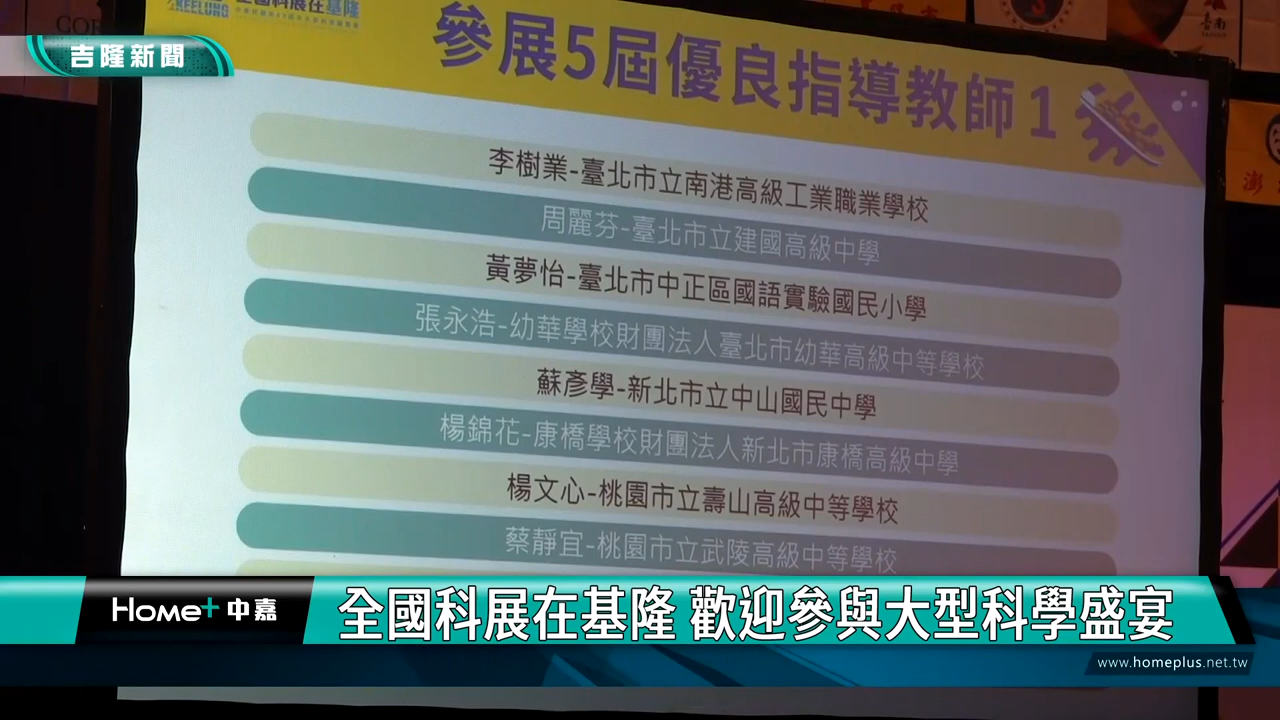 KEELUNG
全國科展在基隆
吉隆新聞
參展5屆優良指導教師 1
李樹業-臺北市立南港高級工業職業學校
周麗芬-臺北市立建國高級中學
黃夢怡-臺北市中正區國語實驗國民小學
張永浩-幼華學校財團法人臺北市幼華高級中等學校
蘇彥學-新北市立中山國民中學
楊錦花-康橋學校財團法人新北市康橋高級中學
楊文心-桃園市立壽山高級中等學校
蔡靜宜-桃園市立武陵高級中等學校
Home+中嘉
全國科展在基隆 歡迎參與大型科學盛宴
www.homeplus.net.tw